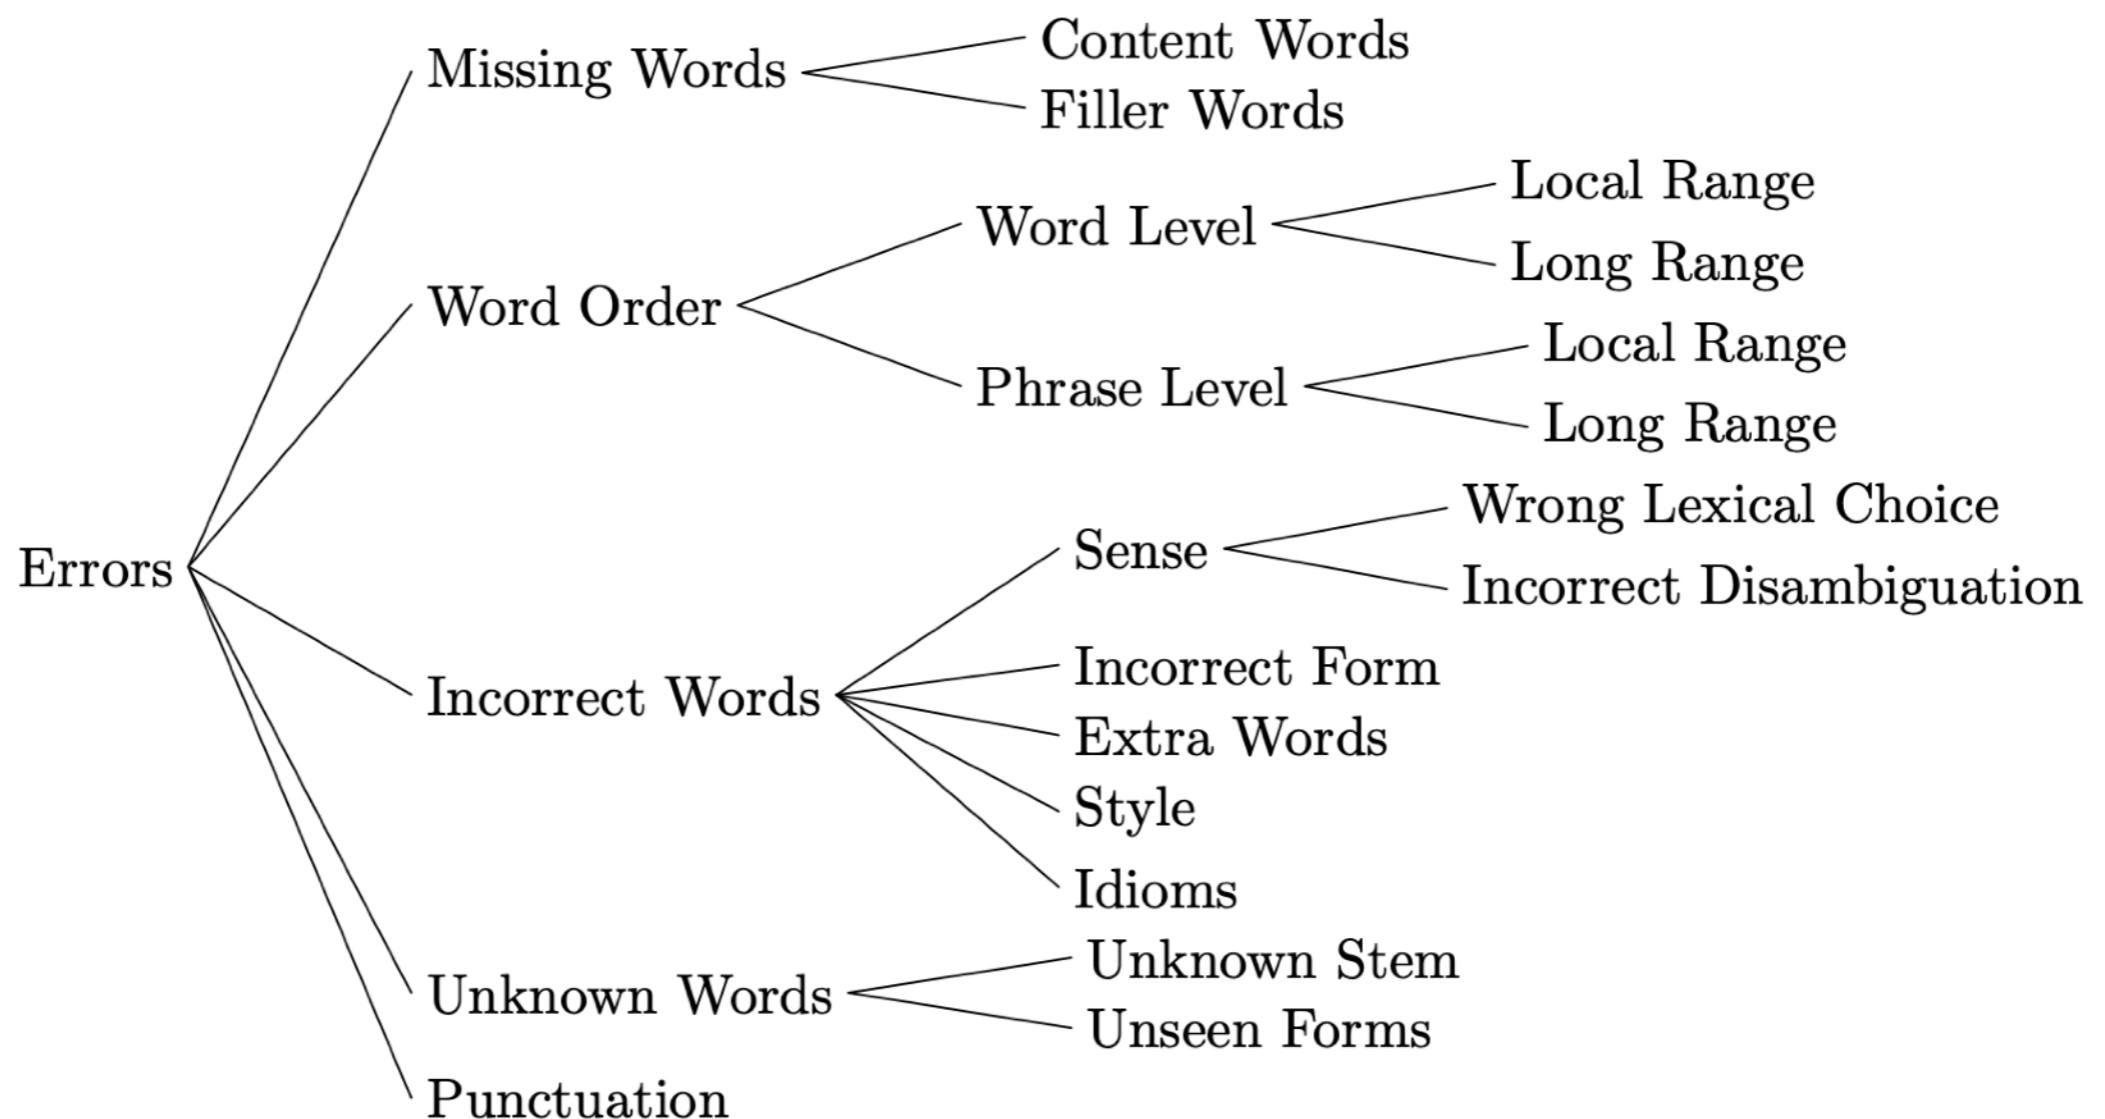 Content Words
Missing Words
Filler Words
Local Range
Word Level
Long Range
Word Order
Local Range
Phrase Level
Long Range
Wrong Lexical Choice
Sense
Errors
Incorrect Disambiguation
Incorrect Form
Incorrect Words
Extra Words
Style
Idioms
Unknown Stem
Unknown Words
Unseen Forms
Punctuation